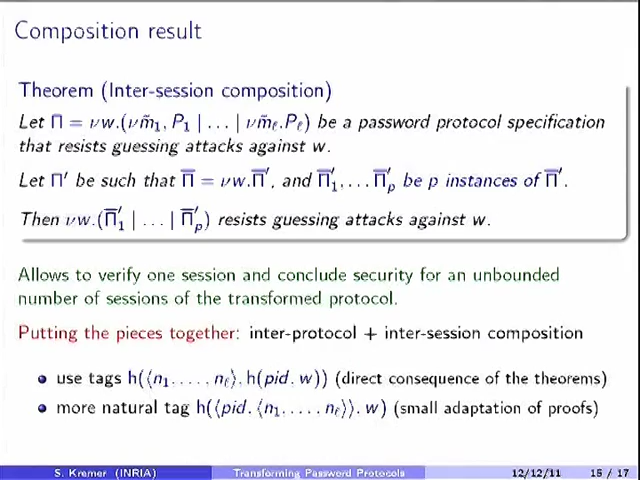 Composition result
Theorem (Inter-session composition)
Let Π = νw.(νm̃₁, P₁ | ... | νm̃ℓ.Pℓ) be a password protocol specification
that resists guessing attacks against w.
Let Π′ be such that Π̅ = νw.Π̅′, and Π̅′₁, ... Π̅′ₚ be p instances of Π̅′.
Then νw.(Π̅′₁ | ... | Π̅′ₚ) resists guessing attacks against w.
Allows to verify one session and conclude security for an unbounded
number of sessions of the transformed protocol.
Putting the pieces together: inter-protocol + inter-session composition
use tags h(⟨n₁, ..., nℓ⟩, h(pid, w)) (direct consequence of the theorems)
more natural tag h(⟨pid, ⟨n₁, ..., nℓ⟩⟩, w) (small adaptation of proofs)
S. Kremer (INRIA) Transforming Password Protocols 12/12/11 15 / 17